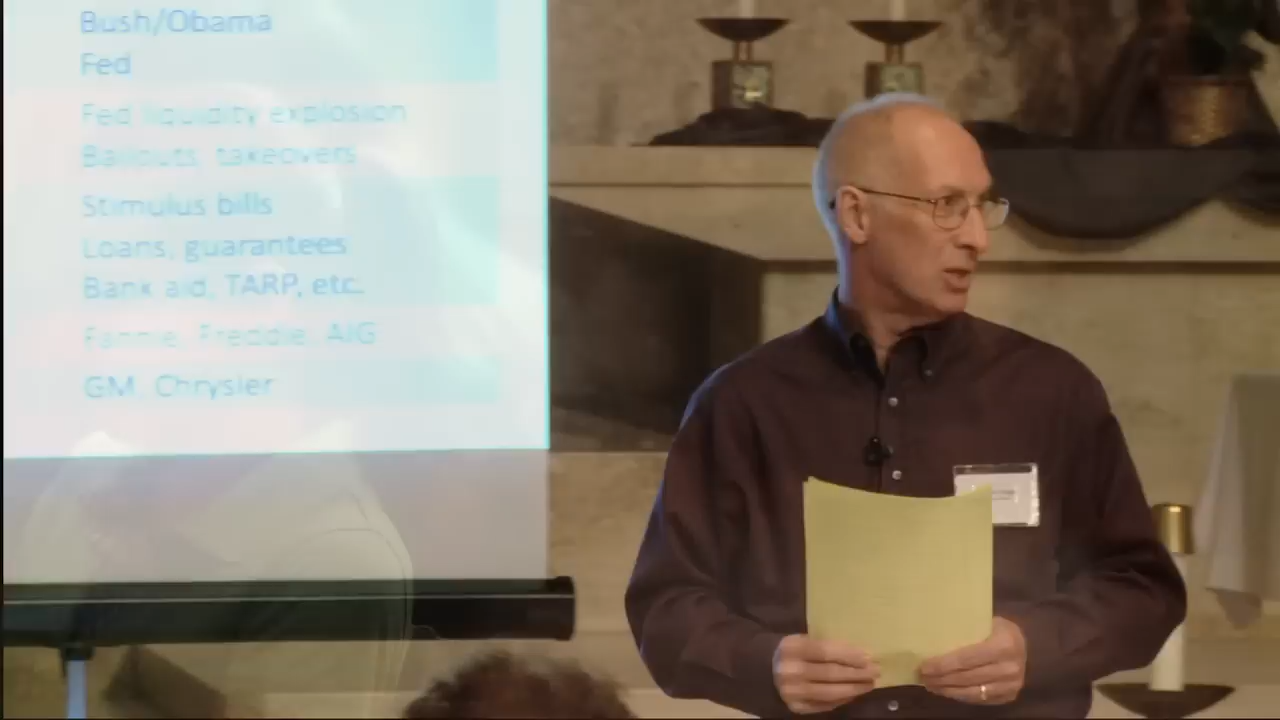 Bush/Obama
Fed
Fed liquidity explosion
Bailouts, takeovers
Stimulus bills
Loans, guarantees
Bank aid, TARP, etc.
Fannie, Freddie, AIG
GM, Chrysler